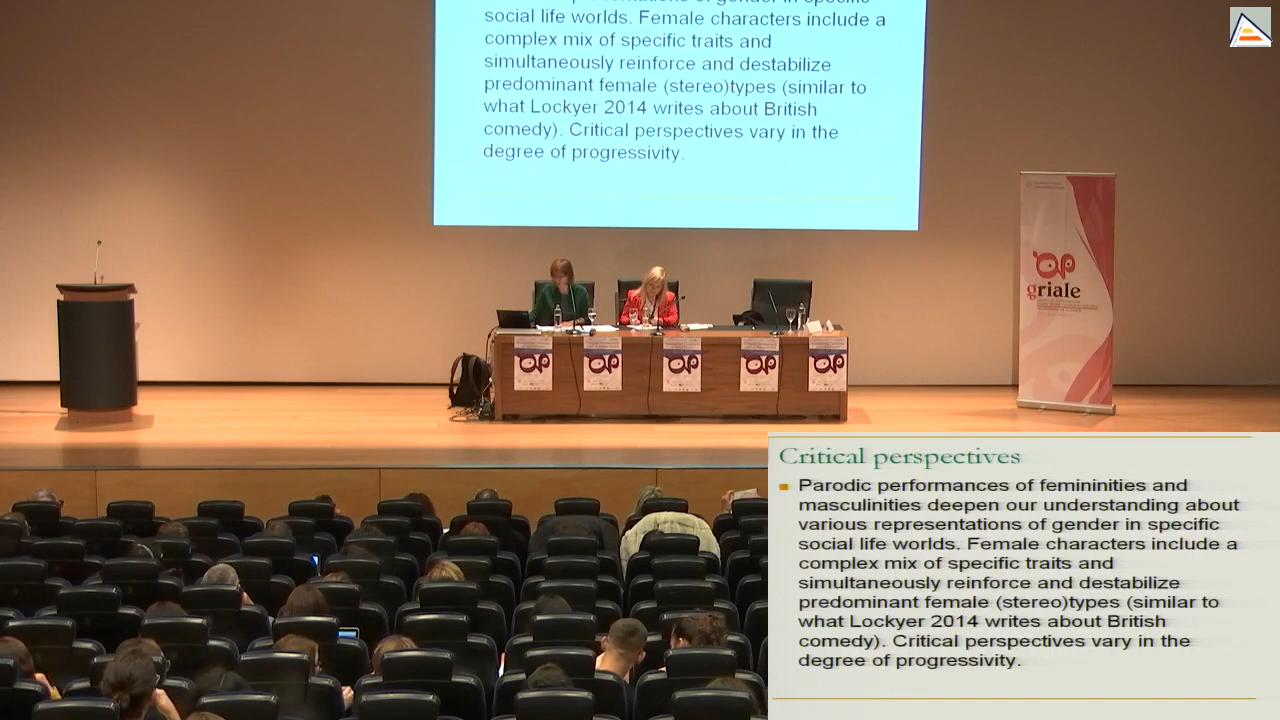 social life worlds. Female characters include a
complex mix of specific traits and
simultaneously reinforce and destabilize
predominant female (stereo)types (similar to
what Lockyer 2014 writes about British
comedy). Critical perspectives vary in the
degree of progressivity.
griale
Critical perspectives
Parodic performances of femininities and
masculinities deepen our understanding about
various representations of gender in specific
social life worlds. Female characters include a
complex mix of specific traits and
simultaneously reinforce and destabilize
predominant female (stereo)types (similar to
what Lockyer 2014 writes about British
comedy). Critical perspectives vary in the
degree of progressivity.